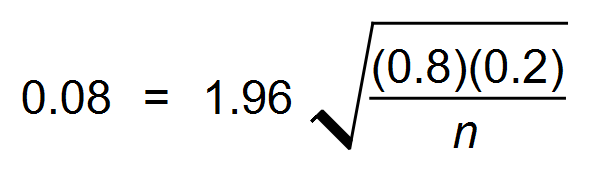 0.08 = 1.96 √((0.8)(0.2)/n)